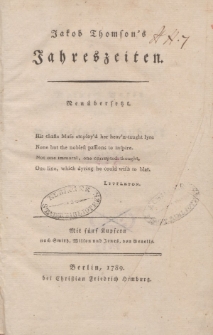 Jakob Thomson's
Jahreszeiten.
Neuübersetzt.
His chaste Muse employ'd her heav'n-taught lyre
None but the noblest passions to inspire,
Not one immoral, one corrupted thought,
One line, which dying he could wish to blot.
Lyttleton.
Mit fünf Kupfern
nach
Berlin, 1789.
bei Christian Friedrich Himburg.